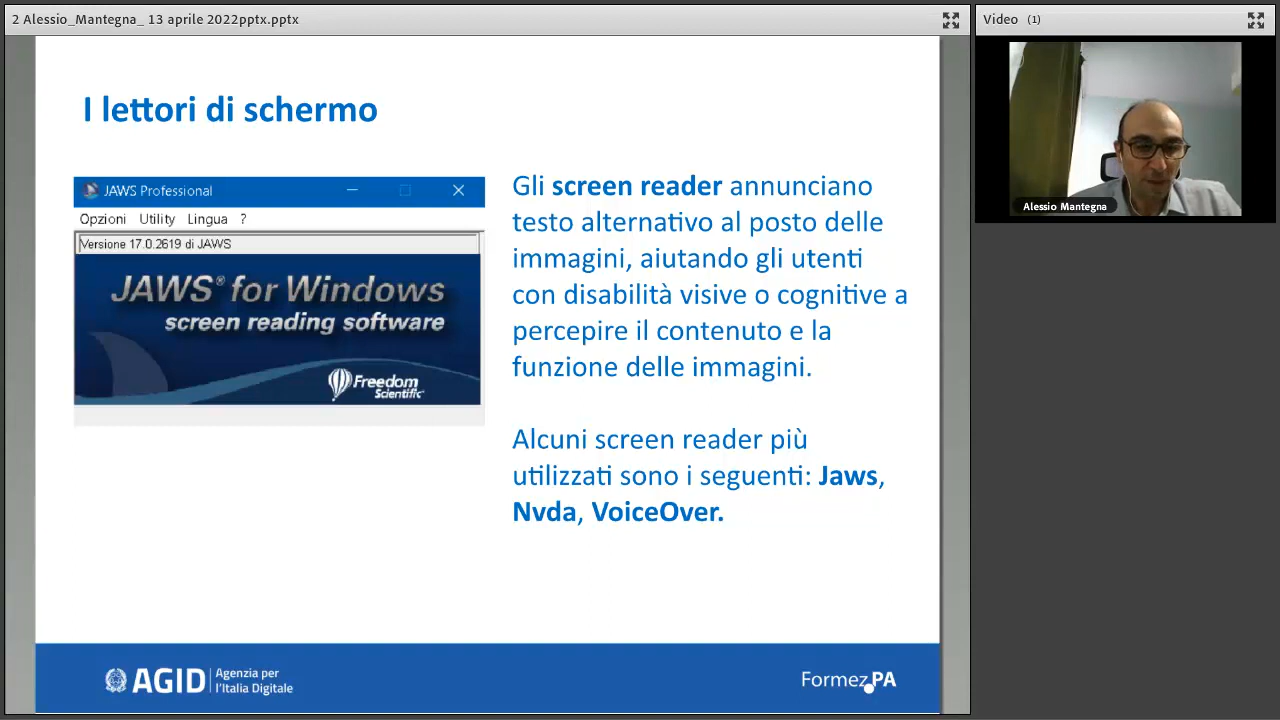 2 Alessio_Mantegna_ 13 aprile 2022pptx.pptx
Video (1)
I lettori di schermo
JAWS Professional
Opzioni Utility Lingua ?
Versione 17.0.2619 di JAWS
JAWS® for Windows
screen reading software
Freedom
Scientific™
Gli screen reader annunciano
testo alternativo al posto delle
immagini, aiutando gli utenti
con disabilità visive o cognitive a
percepire il contenuto e la
funzione delle immagini.
Alcuni screen reader più
utilizzati sono i seguenti: Jaws,
Nvda, VoiceOver.
Alessio Mantegna
AGID Agenzia per
l'Italia Digitale
Formez PA